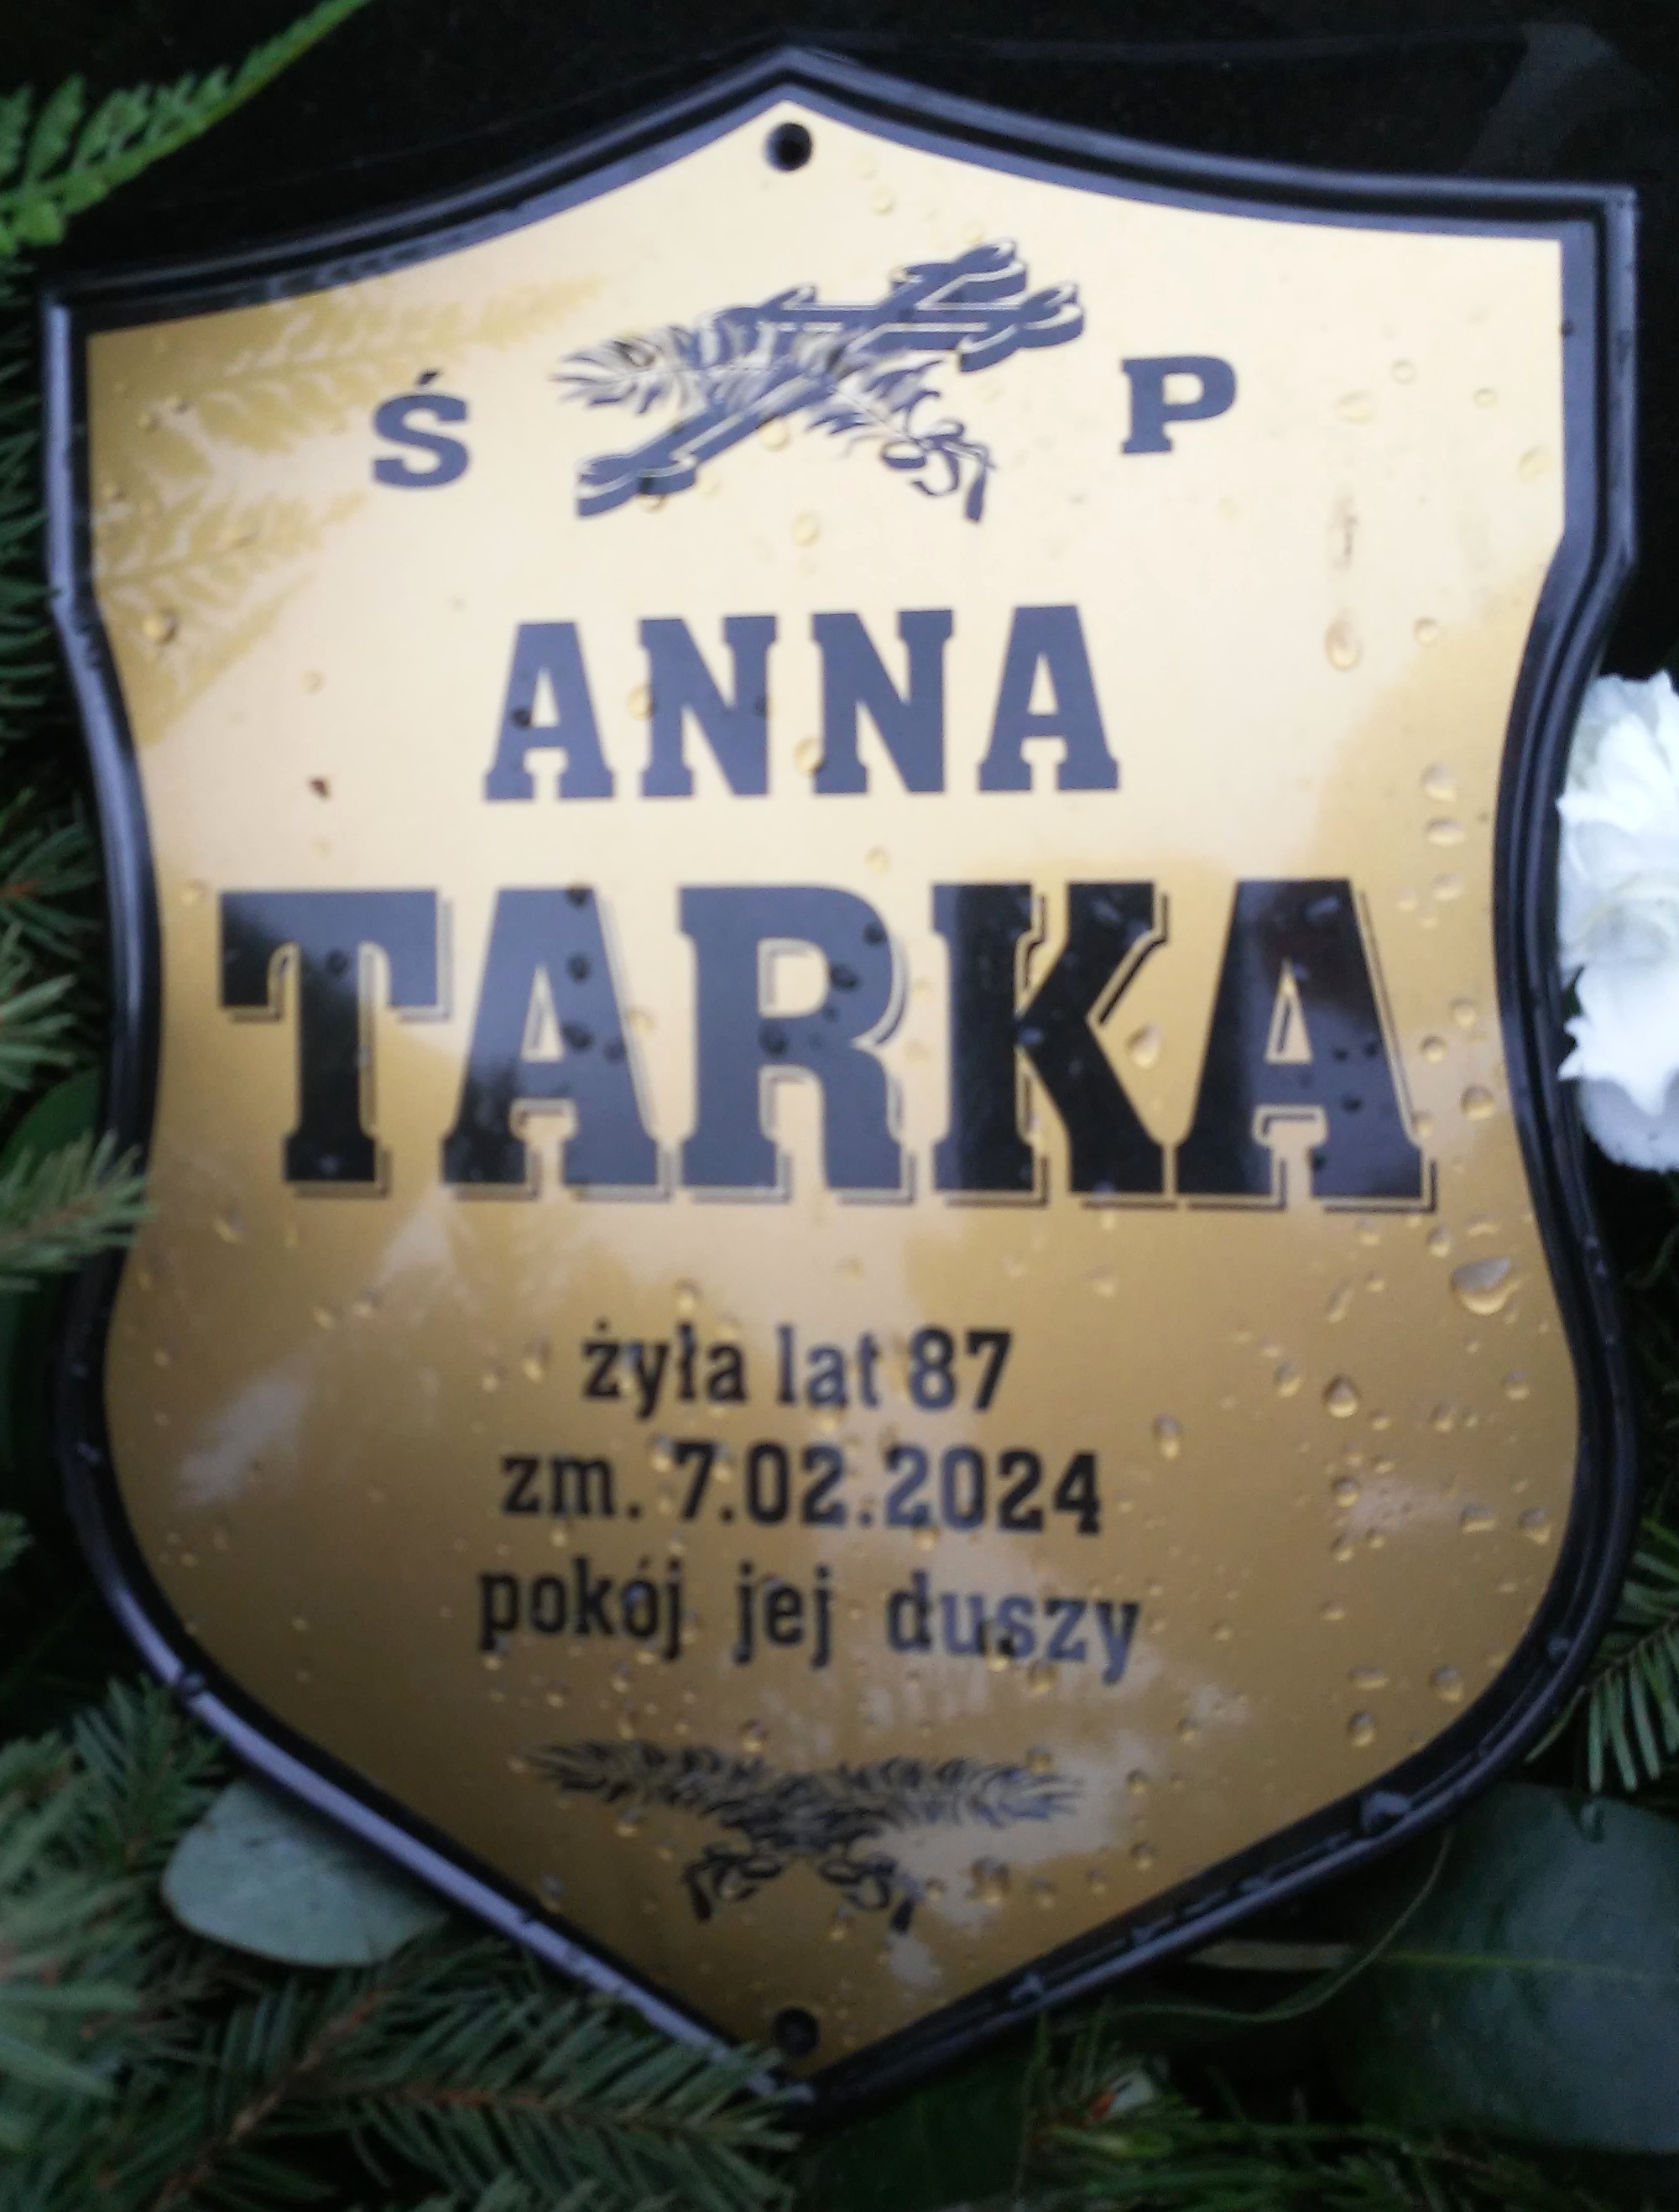 Ś P
ANNA
TARKA
żyła lat 87
zm. 7.02.2024
pokój jej duszy